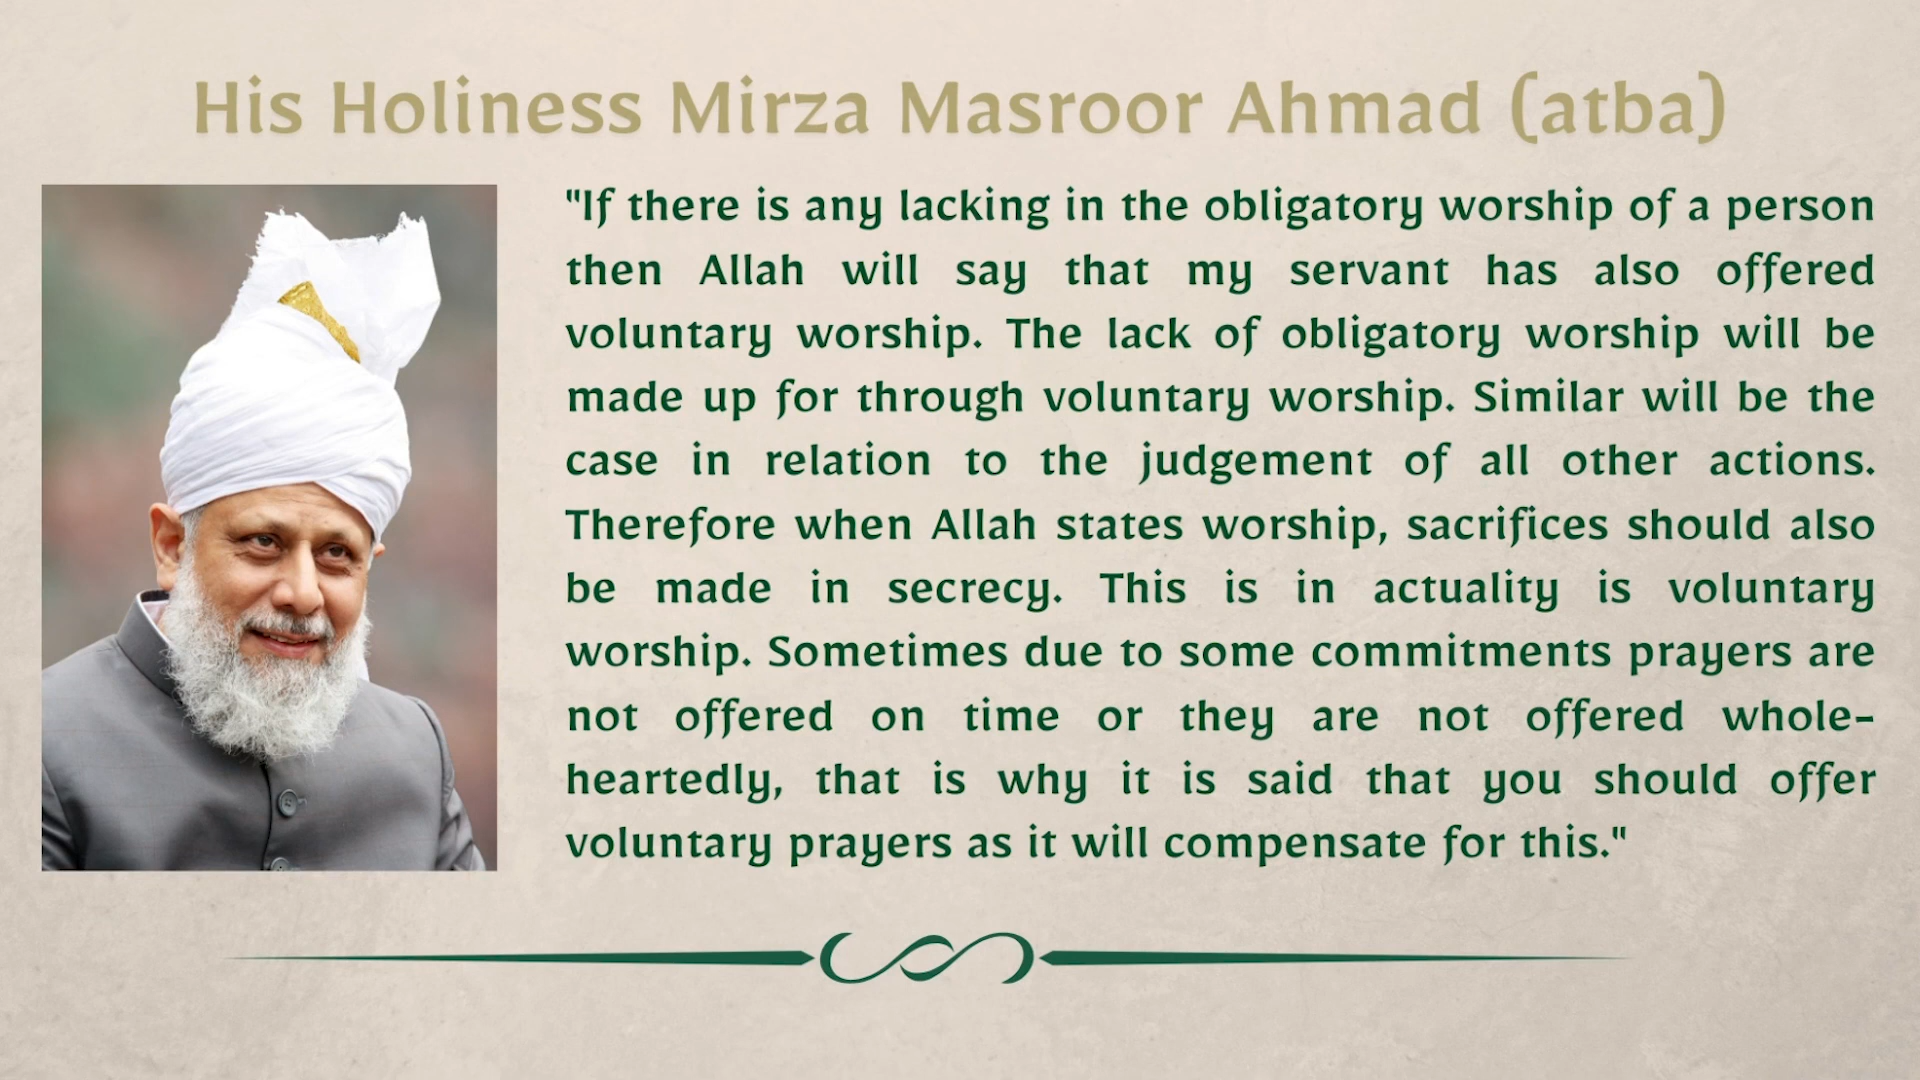 His Holiness Mirza Masroor Ahmad (atba)
"If there is any lacking in the obligatory worship of a person
then Allah will say that my servant has also offered
voluntary worship. The lack of obligatory worship will be
made up for through voluntary worship. Similar will be the
case in relation to the judgement of all other actions.
Therefore when Allah states worship, sacrifices should also
be made in secrecy. This is in actuality is voluntary
worship. Sometimes due to some commitments prayers are
not offered on time or they are not offered whole-
heartedly, that is why it is said that you should offer
voluntary prayers as it will compensate for this."